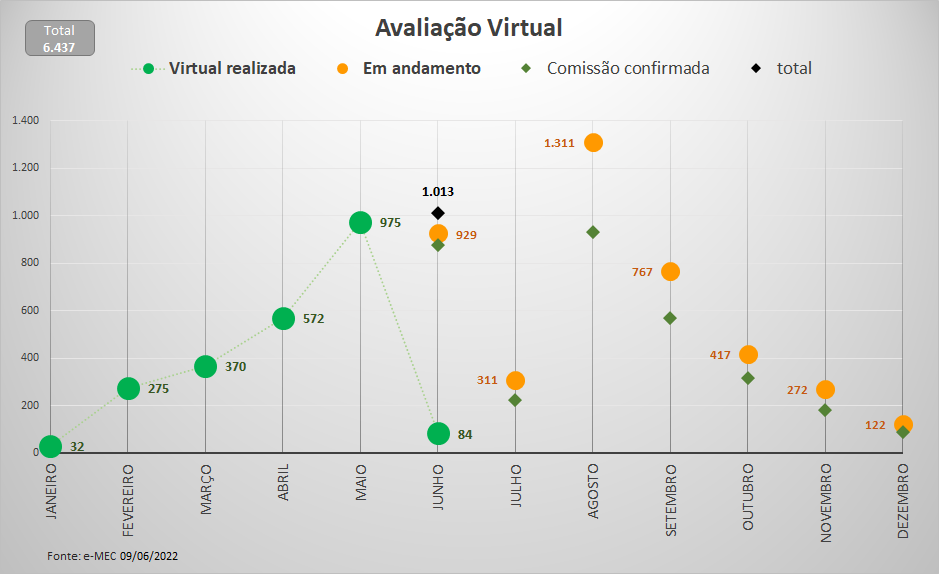 Avaliação Virtual
Total
6.437
Virtual realizada
Em andamento
Comissão confirmada
total
1.400
1.200
1.000
800
600
400
200
0
32
275
370
572
975
1.013
929
84
311
1.311
767
417
272
122
JANEIRO
FEVEREIRO
MARÇO
ABRIL
MAIO
JUNHO
JULHO
AGOSTO
SETEMBRO
OUTUBRO
NOVEMBRO
DEZEMBRO
Fonte: e-MEC 09/06/2022